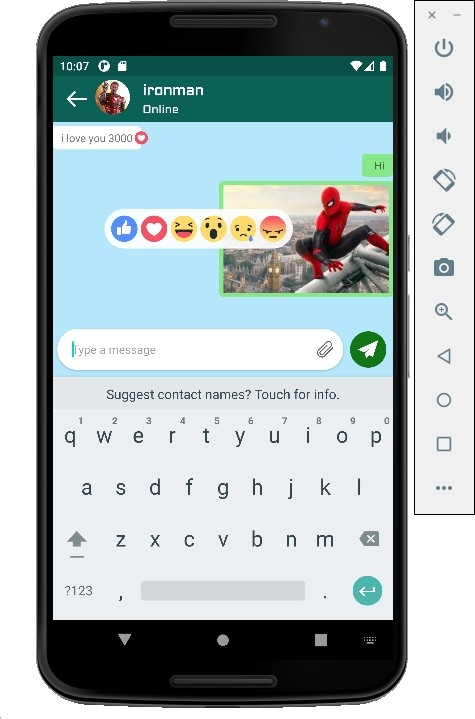 10:07
ironman
Online
i love you 3000
Hi
Type a message
Suggest contact names? Touch for info.
1 2 3 4 5 6 7 8 9 0
q w e r t y u i o p
a s d f g h j k l
z x c v b n m
?123 , .